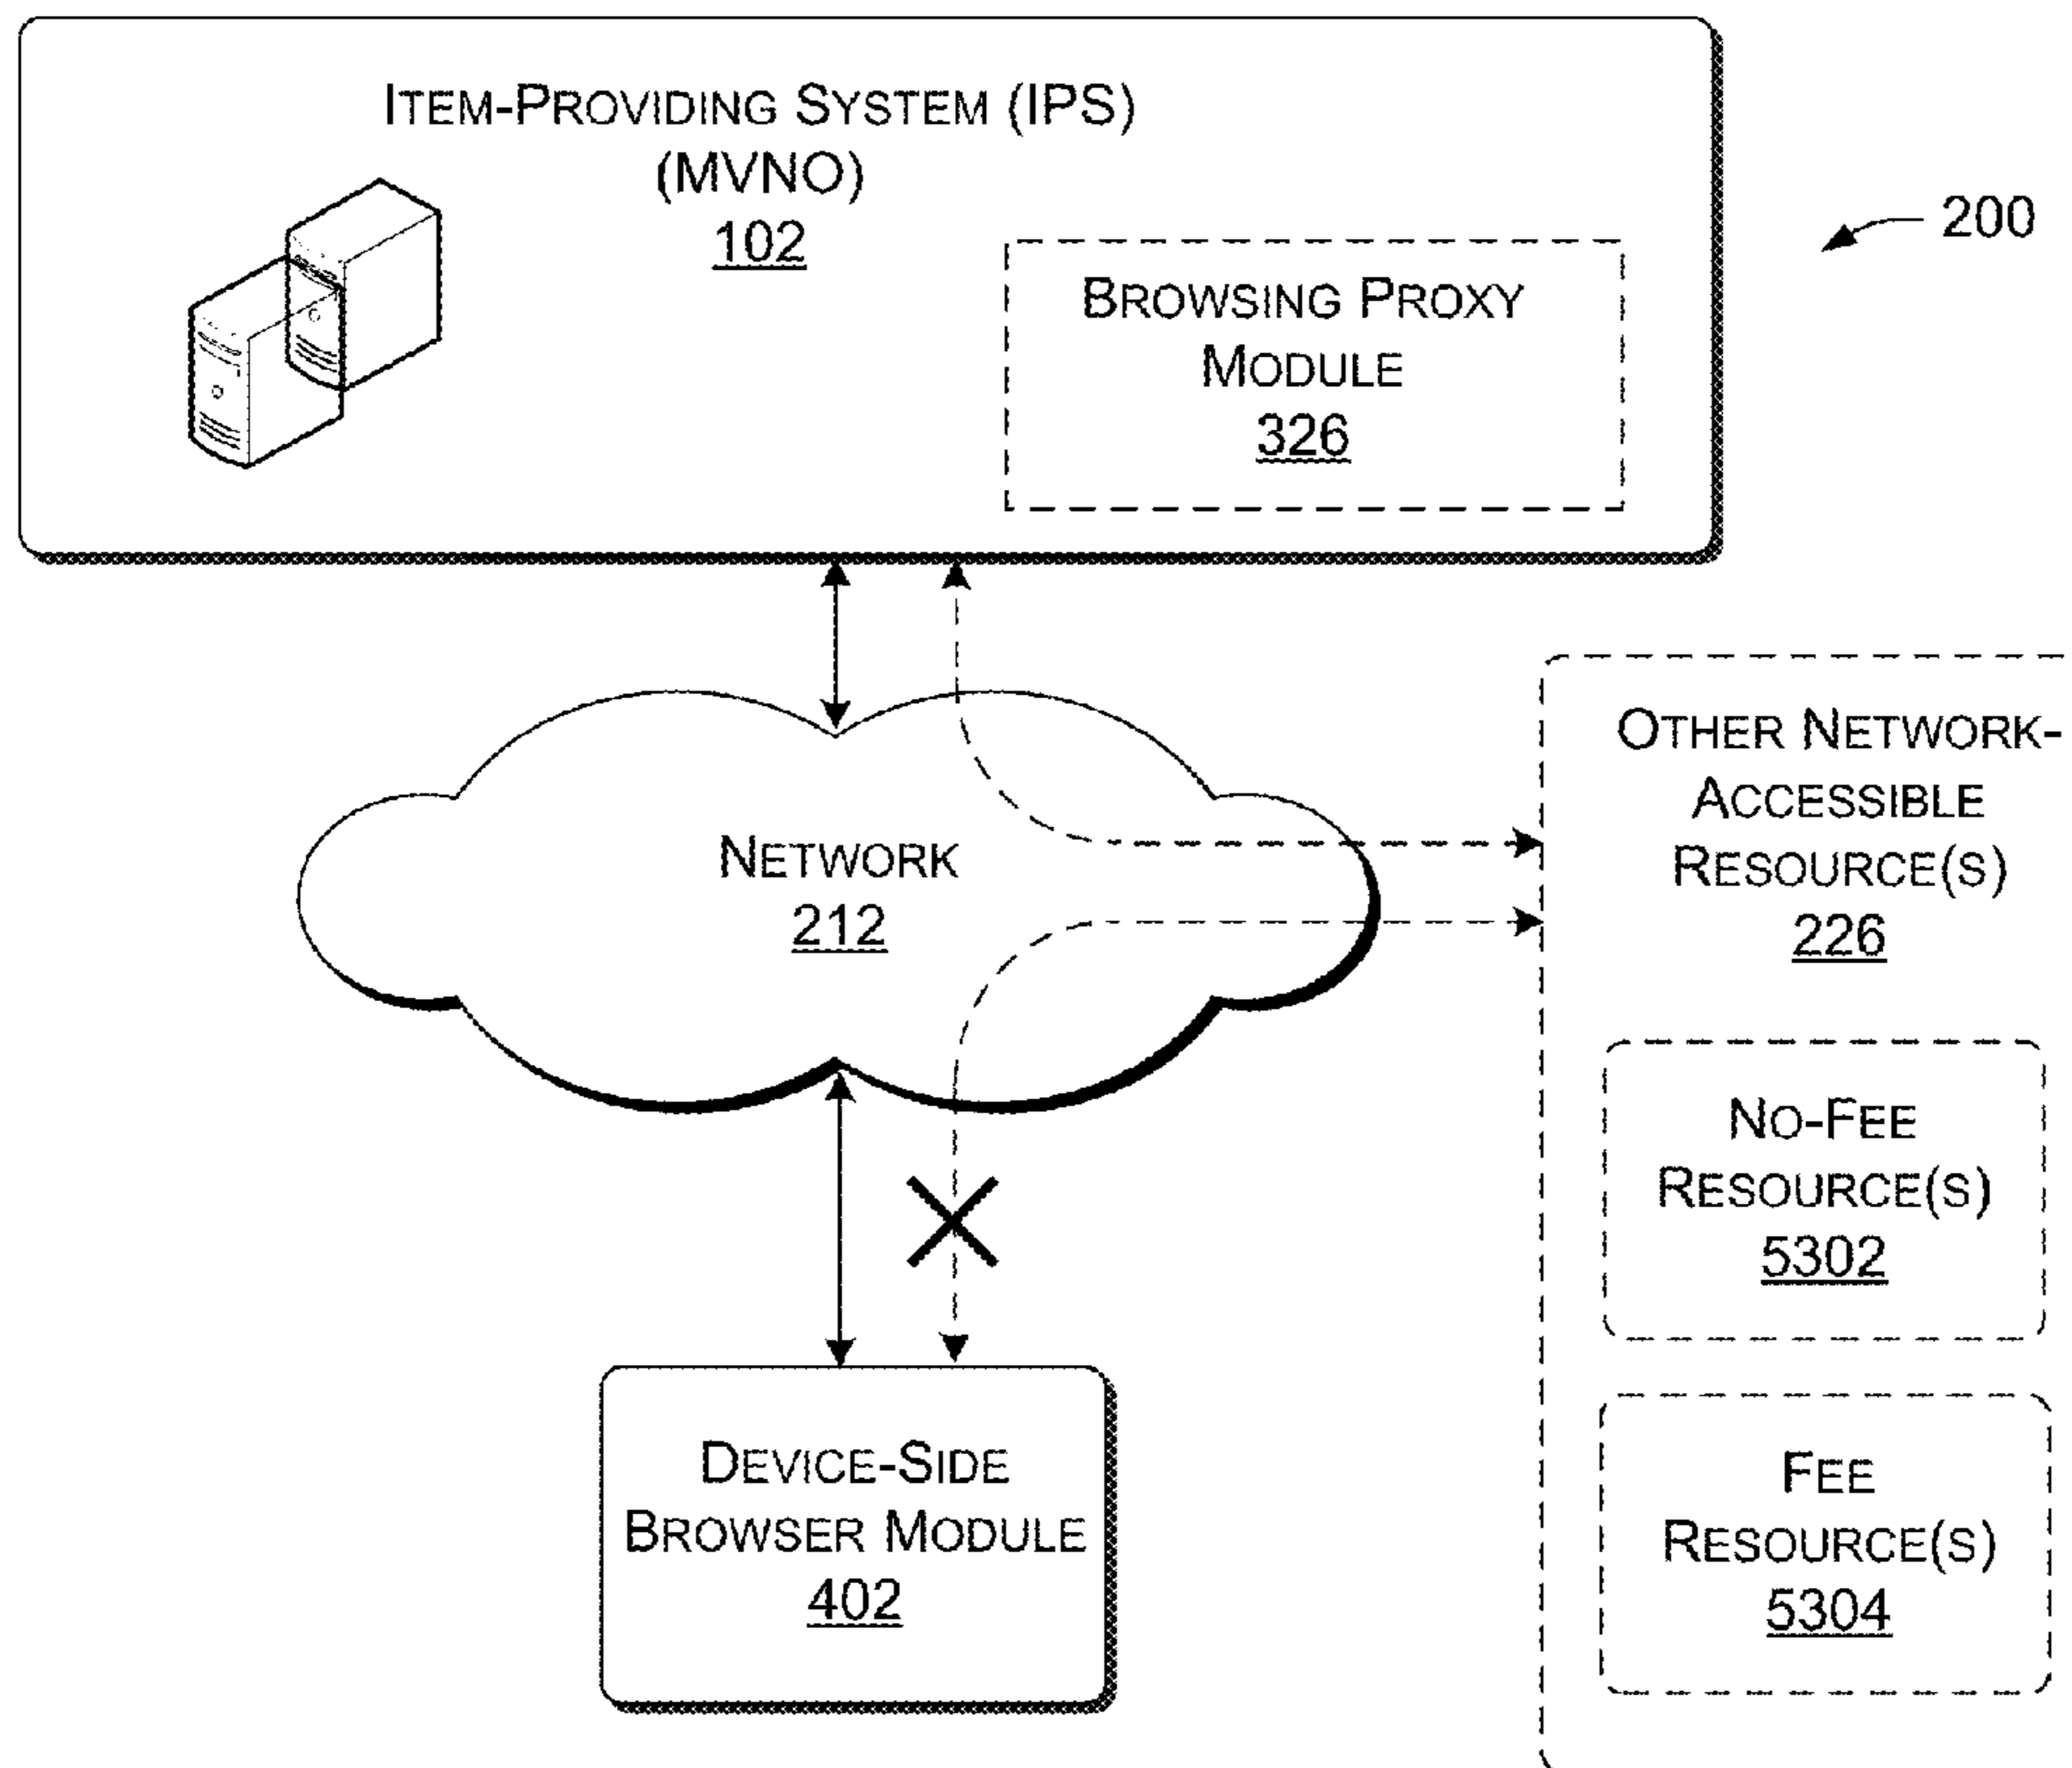 ITEM-PROVIDING SYSTEM (IPS)
(MVNO)
102
BROWSING PROXY
MODULE
326
200
OTHER NETWORK-
ACCESSIBLE
RESOURCE(S)
226
NETWORK
212
NO-FEE
RESOURCE(S)
5302
FEE
RESOURCE(S)
5304
DEVICE-SIDE
BROWSER MODULE
402